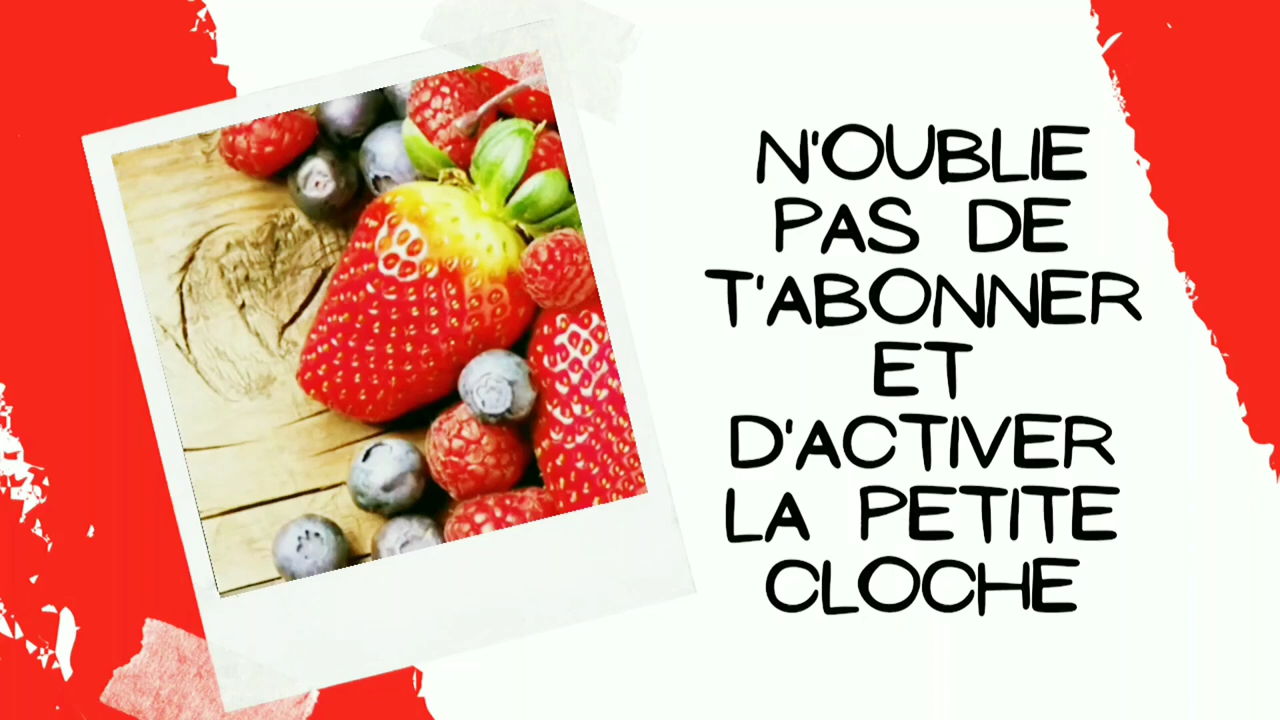 N'OUBLIE
PAS DE
T'ABONNER
ET
D'ACTIVER
LA PETITE
CLOCHE